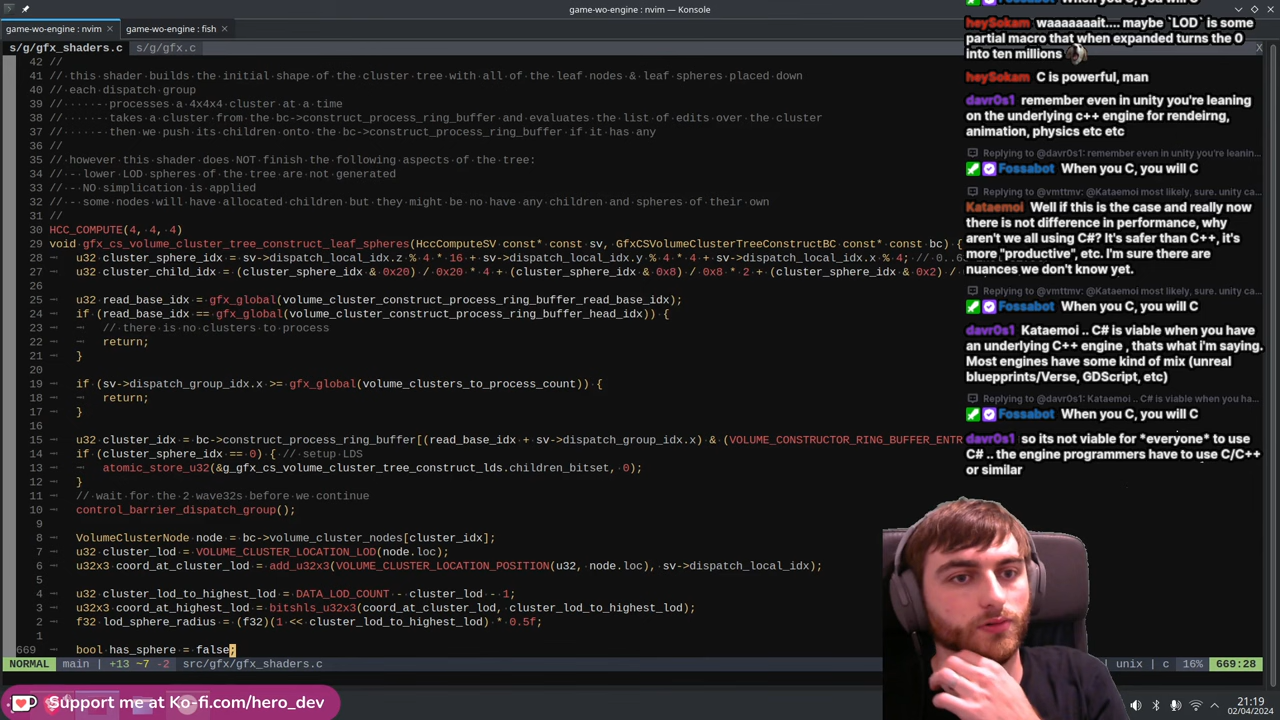 game-wo-engine : nvim — Konsole
game-wo-engine : nvim
game-wo-engine : fish
s/g/gfx_shaders.c
s/g/gfx.c
42 //
41 // this shader builds the initial shape of the cluster tree with all of the leaf nodes & leaf spheres placed down
40 // each dispatch group
39 // - processes a 4x4x4 cluster at a time
38 // - takes a cluster from the bc->construct_process_ring_buffer and evaluates the list of edits over the cluster
37 // - then we push its children onto the bc->construct_process_ring_buffer if it has any
36 //
35 // however this shader does NOT finish the following aspects of the tree:
34 // - lower LOD spheres of the tree are not generated
33 // - NO simplication is applied
32 // - some nodes will have allocated children but they might be no have any children and spheres of their own
31 //
30 HCC_COMPUTE(4, 4, 4)
29 void gfx_cs_volume_cluster_tree_construct_leaf_spheres(HccComputeSV const* const sv, GfxCSVolumeClusterTreeConstructBC const* const bc) {
28 u32 cluster_sphere_idx = sv->dispatch_local_idx.z % 4 * 16 + sv->dispatch_local_idx.y % 4 * 4 + sv->dispatch_local_idx.x % 4; // 0..6
27 u32 cluster_child_idx = (cluster_sphere_idx & 0x20) / 0x20 * 4 + (cluster_sphere_idx & 0x8) / 0x8 * 2 + (cluster_sphere_idx & 0x2) /
26
25 u32 read_base_idx = gfx_global(volume_cluster_construct_process_ring_buffer_read_base_idx);
24 if (read_base_idx == gfx_global(volume_cluster_construct_process_ring_buffer_head_idx)) {
23 // there is no clusters to process
22 return;
21 }
20
19 if (sv->dispatch_group_idx.x >= gfx_global(volume_clusters_to_process_count)) {
18 return;
17 }
16
15 u32 cluster_idx = bc->construct_process_ring_buffer[(read_base_idx + sv->dispatch_group_idx.x) & (VOLUME_CONSTRUCTOR_RING_BUFFER_ENTR
14 if (cluster_sphere_idx == 0) { // setup LDS
13 atomic_store_u32(&g_gfx_cs_volume_cluster_tree_construct_lds.children_bitset, 0);
12 }
11 // wait for the 2 wave32s before we continue
10 control_barrier_dispatch_group();
9
8 VolumeClusterNode node = bc->volume_cluster_nodes[cluster_idx];
7 u32 cluster_lod = VOLUME_CLUSTER_LOCATION_LOD(node.loc);
6 u32x3 coord_at_cluster_lod = add_u32x3(VOLUME_CLUSTER_LOCATION_POSITION(u32, node.loc), sv->dispatch_local_idx);
5
4 u32 cluster_lod_to_highest_lod = DATA_LOD_COUNT - cluster_lod - 1;
3 u32x3 coord_at_highest_lod = bitshls_u32x3(coord_at_cluster_lod, cluster_lod_to_highest_lod);
2 f32 lod_sphere_radius = (f32)(1 << cluster_lod_to_highest_lod) * 0.5f;
1
669 bool has_sphere = false;
NORMAL main | +13 ~7 -2 src/gfx/gfx_shaders.c
| unix | c 16% 669:28
Support me at Ko-fi.com/hero_dev
21:19
02/04/2024
When you C, you will C
heySokam waaaaaaait.... maybe `LOD` is some
partial macro that when expanded turns the 0
into ten millions
heySokam C is powerful, man
davr0s1 remember even in unity you're leaning
on the underlying c++ engine for rendeirng,
animation, physics etc etc
Replying to @davr0s1: remember even in unity you're leanin...
Fossabot When you C, you will C
Replying to @vmttmv: @Kataemoi most likely, sure. unity ca...
Kataemoi Well if this is the case and really now
there is not difference in performance, why
aren't we all using C#? It's safer than C++, it's
more "productive", etc. I'm sure there are
nuances we don't know yet.
Replying to @vmttmv: @Kataemoi most likely, sure. unity ca...
Fossabot When you C, you will C
davr0s1 Kataemoi .. C# is viable when you have
an underlying C++ engine , thats what i'm saying.
Most engines have some kind of mix (unreal
bluepprints/Verse, GDScript, etc)
Replying to @davr0s1: Kataemoi .. C# is viable when you ha...
Fossabot When you C, you will C
davr0s1 so its not viable for *everyone* to use
C# .. the engine programmers have to use C/C++
or similar